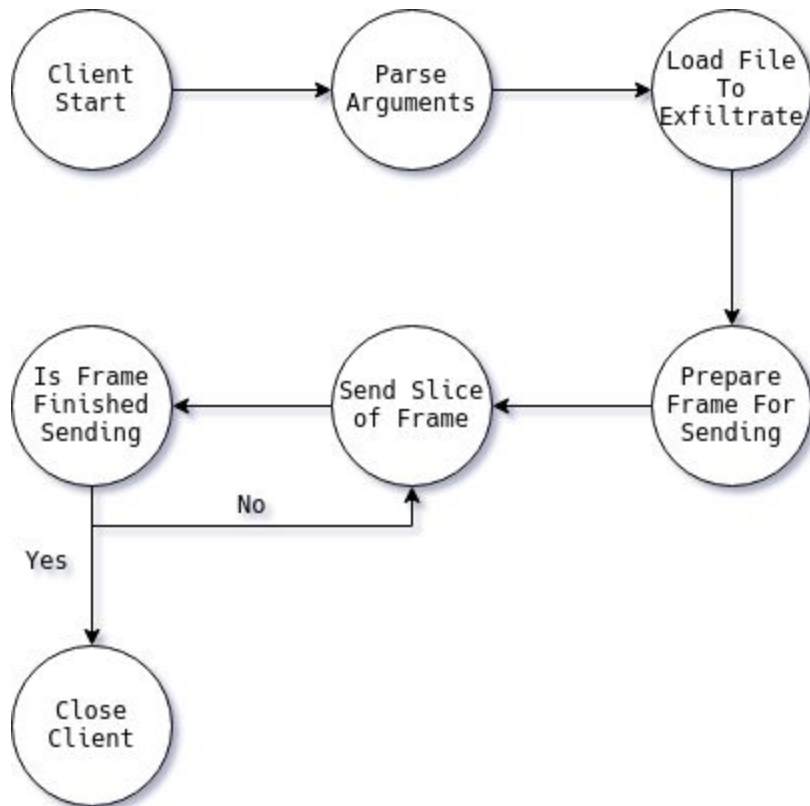 Client
Start
Parse
Arguments
Load File
To
Exfiltrate
Prepare
Frame For
Sending
Send Slice
of Frame
Is Frame
Finished
Sending
No
Yes
Close
Client